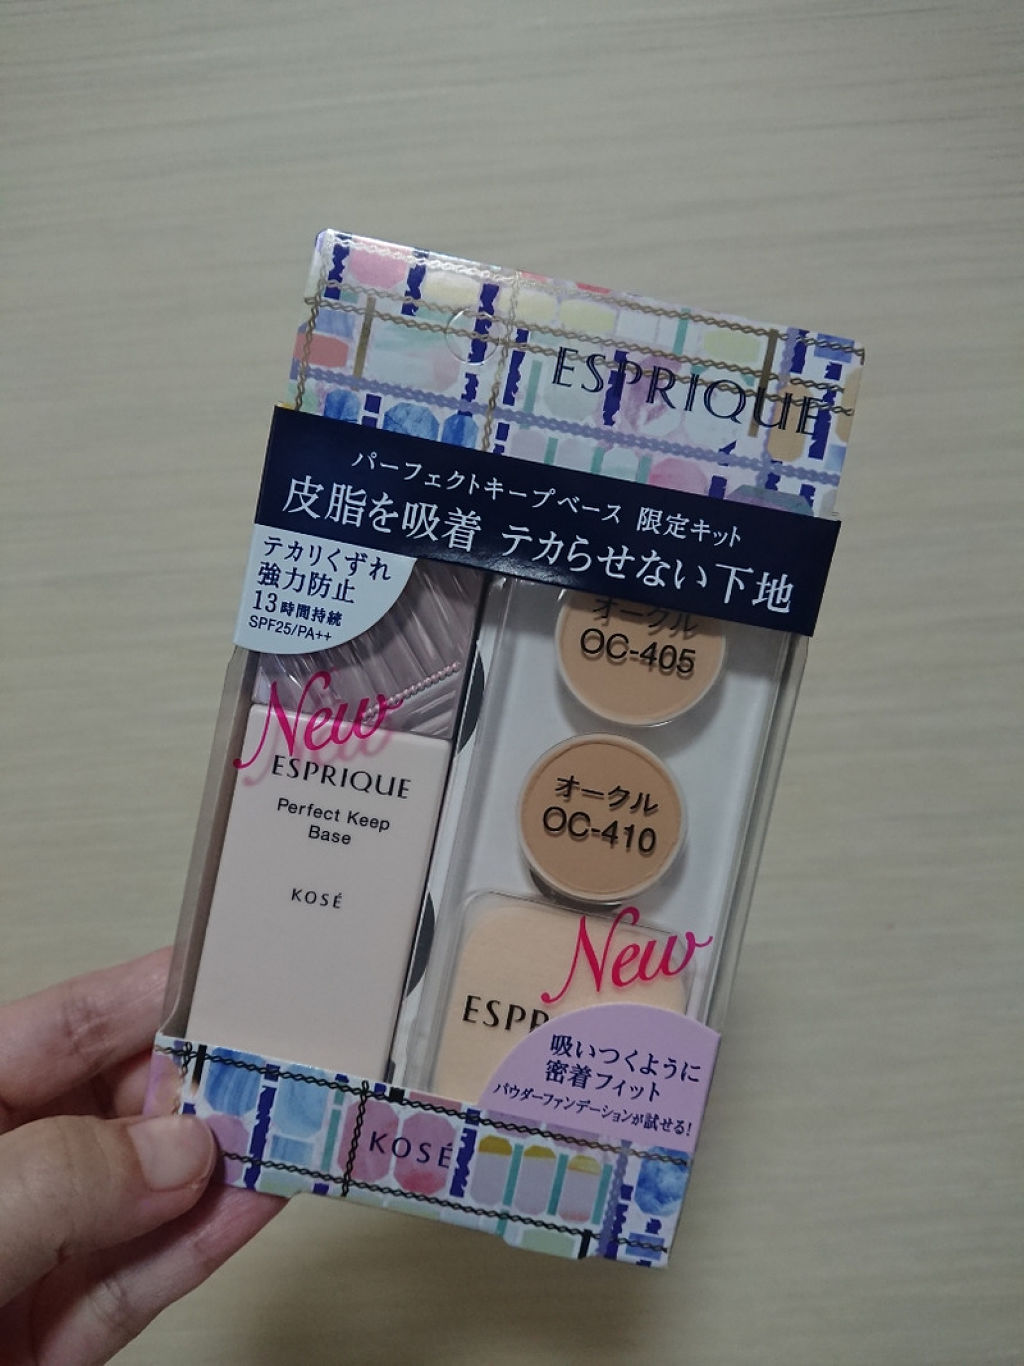 ESPRIQUE
パーフェクトキープベース 限定キット
皮脂を吸着 テカらせない下地
テカリくずれ
強力防止
13時間持続
SPF25/PA++
New
ESPRIQUE
Perfect Keep
Base
KOSÉ
オークル
OC-405
オークル
OC-410
New
ESPR
吸いつくように
密着フィット
パウダーファンデーションが試せる!
KOSÉ